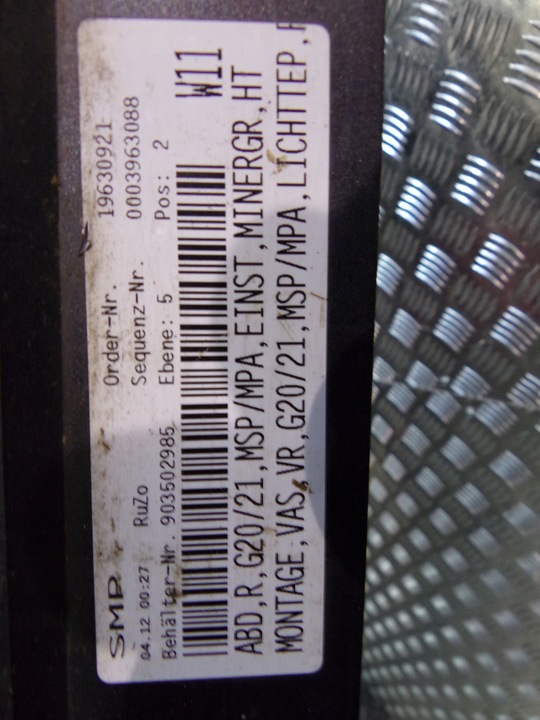 SMP Order-Nr. 19630921
04.12 00:27 RuZo Sequenz-Nr. 0003963088
Behälter-Nr. 903502985 Ebene: 5 Pos: 2
W11
ABD,R,G20/21,MSP/MPA,EINST,MINERGR.,HT
MONTAGE,VAS,VR,G20/21,MSP/MPA,LICHTTEP,